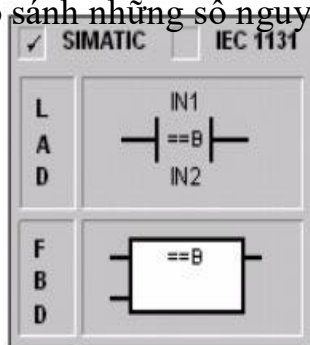 sánh những số nguy
✓ SIMATIC IEC 1131
L
A
D
IN1
==B
IN2
F
B
D
==B